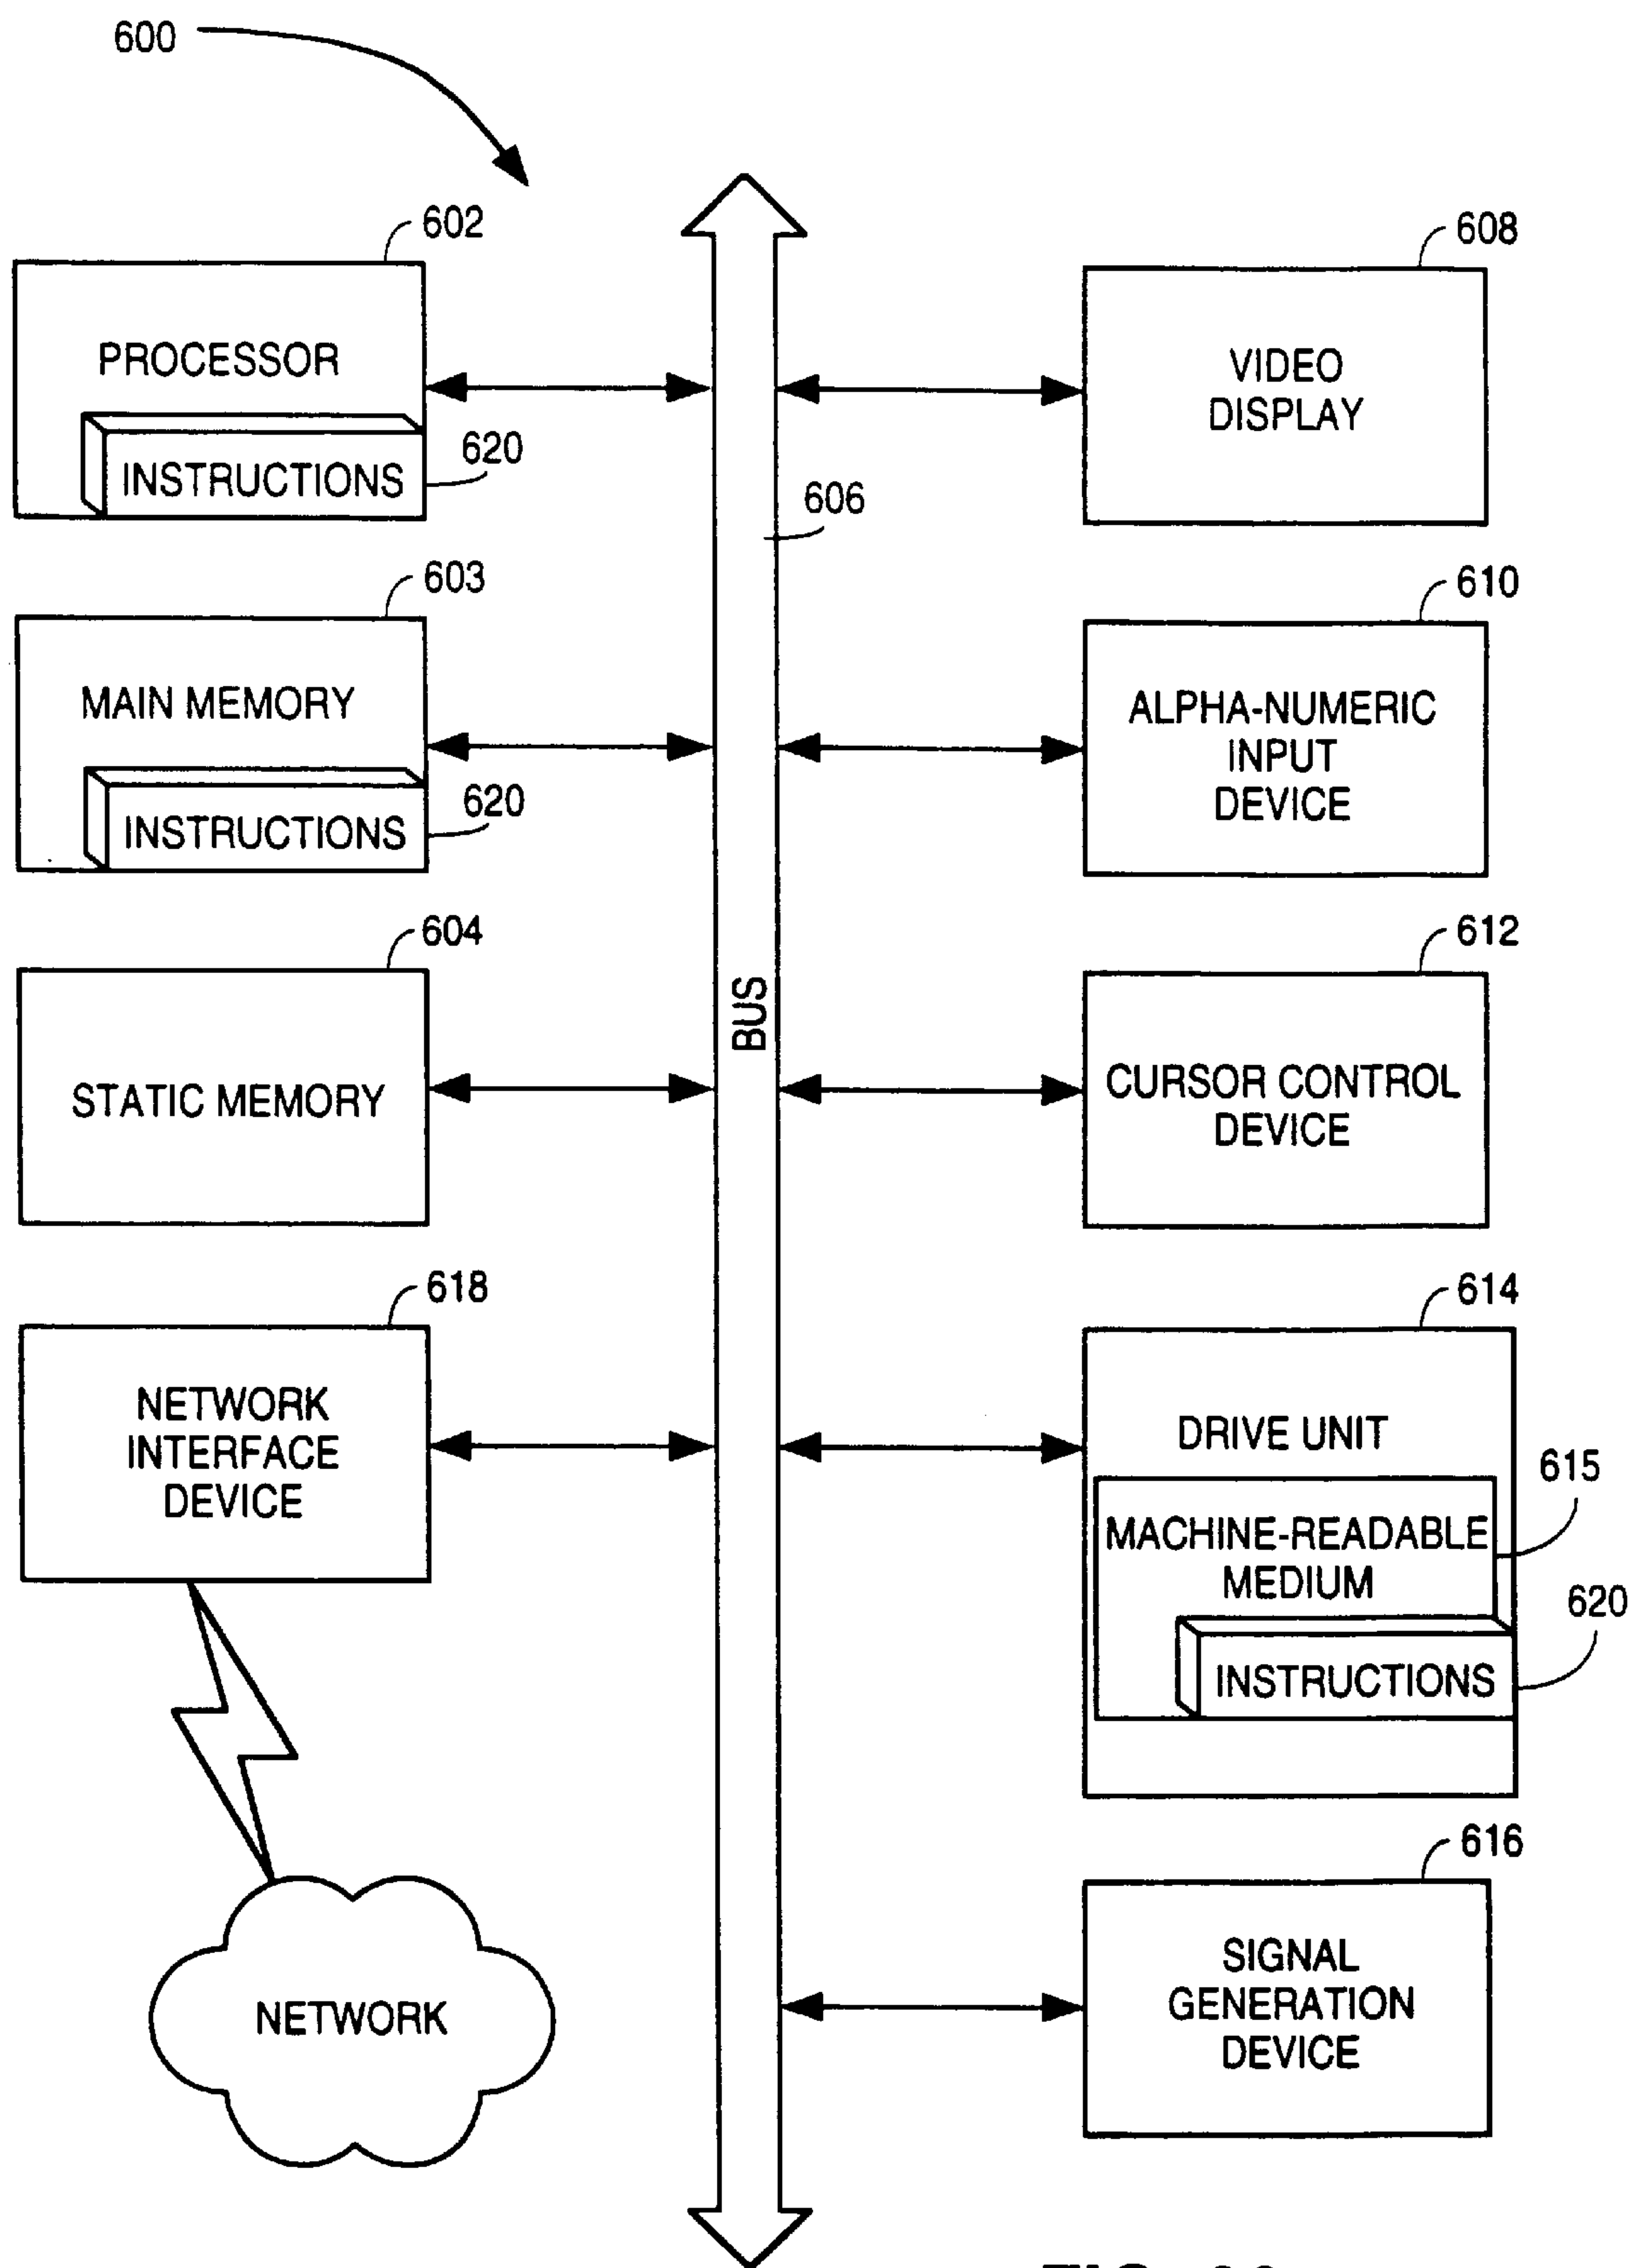 600
602
PROCESSOR
INSTRUCTIONS
620
603
MAIN MEMORY
INSTRUCTIONS
620
604
STATIC MEMORY
618
NETWORK
INTERFACE
DEVICE
NETWORK
606
BUS
608
VIDEO
DISPLAY
610
ALPHA-NUMERIC
INPUT
DEVICE
612
CURSOR CONTROL
DEVICE
614
DRIVE UNIT
615
MACHINE-READABLE
MEDIUM
620
INSTRUCTIONS
616
SIGNAL
GENERATION
DEVICE